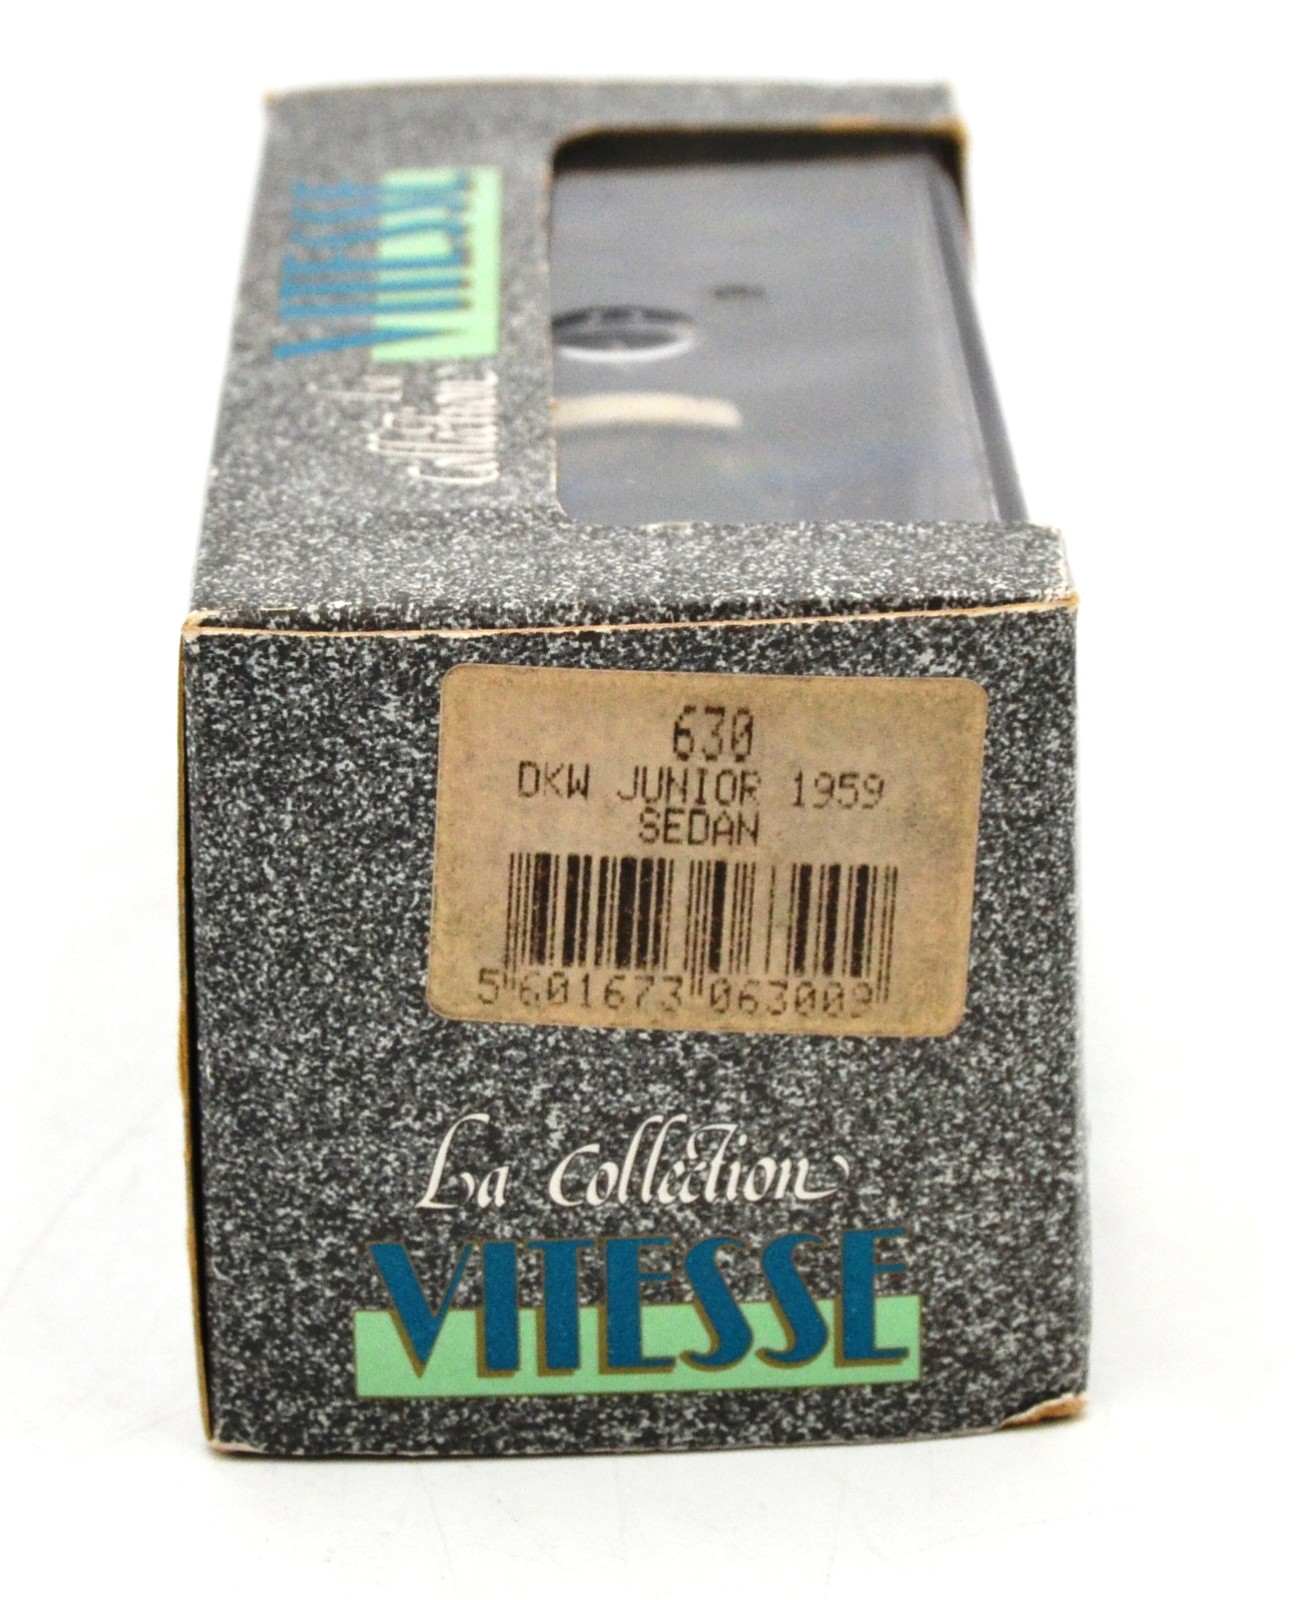 La
Collection
VITESSE
630
DKW JUNIOR 1959
SEDAN
5 601673 063009
La Collection
VITESSE